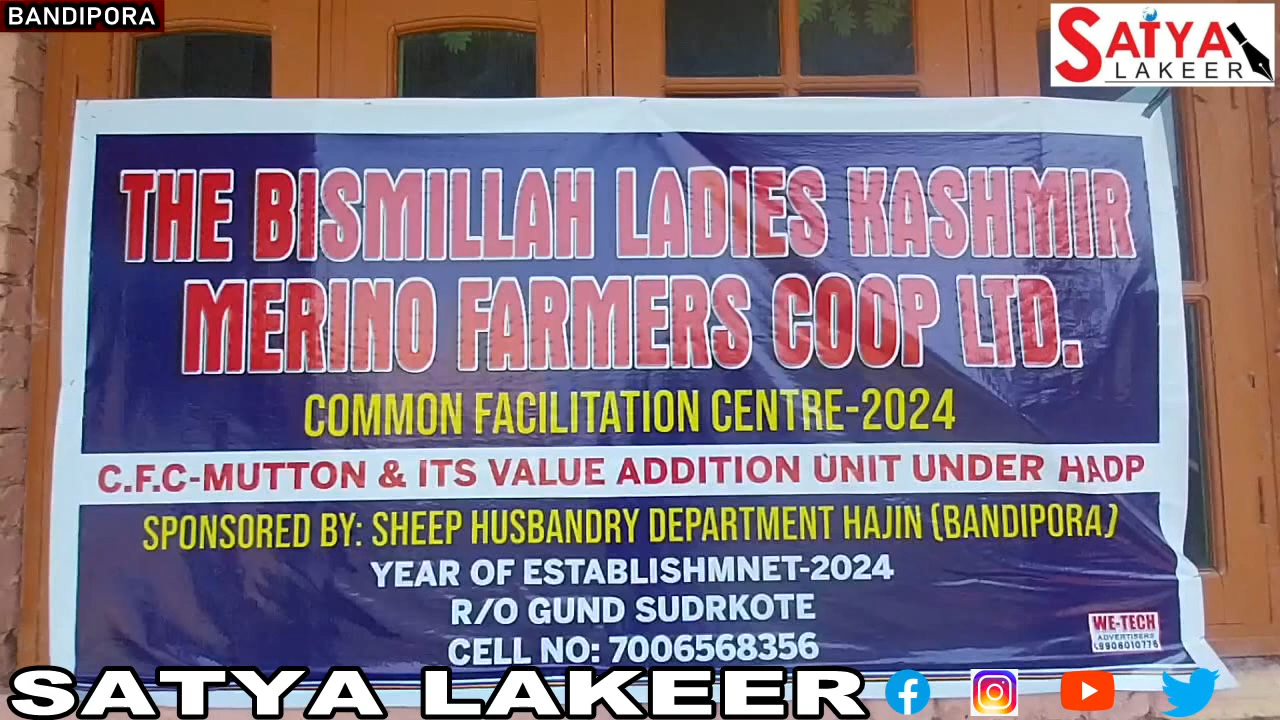 BANDIPORA
SATYA
LAKEER
THE BISMILLAH LADIES KASHMIR
MERINO FARMERS COOP LTD.
COMMON FACILITATION CENTRE-2024
C.F.C-MUTTON & ITS VALUE ADDITION UNIT UNDER HADP
SPONSORED BY: SHEEP HUSBANDRY DEPARTMENT HAJIN (BANDIPORA)
YEAR OF ESTABLISHMNET-2024
R/O GUND SUDRKOTE
CELL NO: 7006568356
WE-TECH
ADVERTISERS
9906010776
SATYA LAKEER